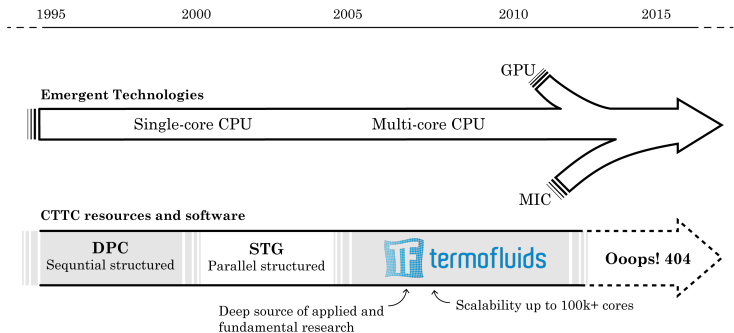 1995 2000 2005 2010 2015
GPU
Emergent Technologies
Single-core CPU Multi-core CPU
MIC
CTTC resources and software
DPC
Sequntial structured
STG
Parallel structured
TF termofluids
Ooops! 404
Deep source of applied and
fundamental research
Scalability up to 100k+ cores